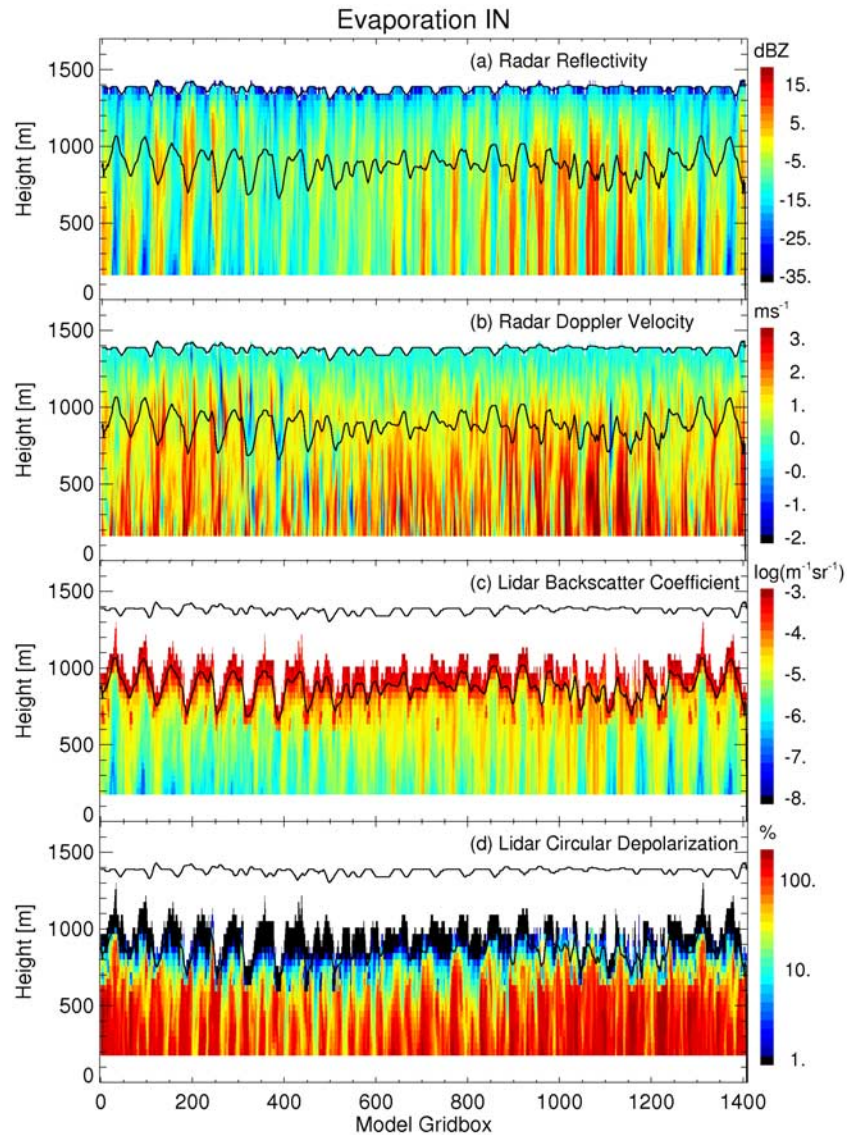 Evaporation IN
(a) Radar Reflectivity
dBZ
1500
1000
500
0
Height [m]
15.
5.
-5.
-15.
-25.
-35.
(b) Radar Doppler Velocity
ms⁻¹
1500
1000
500
0
Height [m]
3.
2.
1.
0.
-1.
-2.
(c) Lidar Backscatter Coefficient
log(m⁻¹sr⁻¹)
1500
1000
500
0
Height [m]
-3.
-4.
-5.
-6.
-7.
-8.
(d) Lidar Circular Depolarization
%
1500
1000
500
0
Height [m]
100.
10.
1.
0 200 400 600 800 1000 1200 1400
Model Gridbox